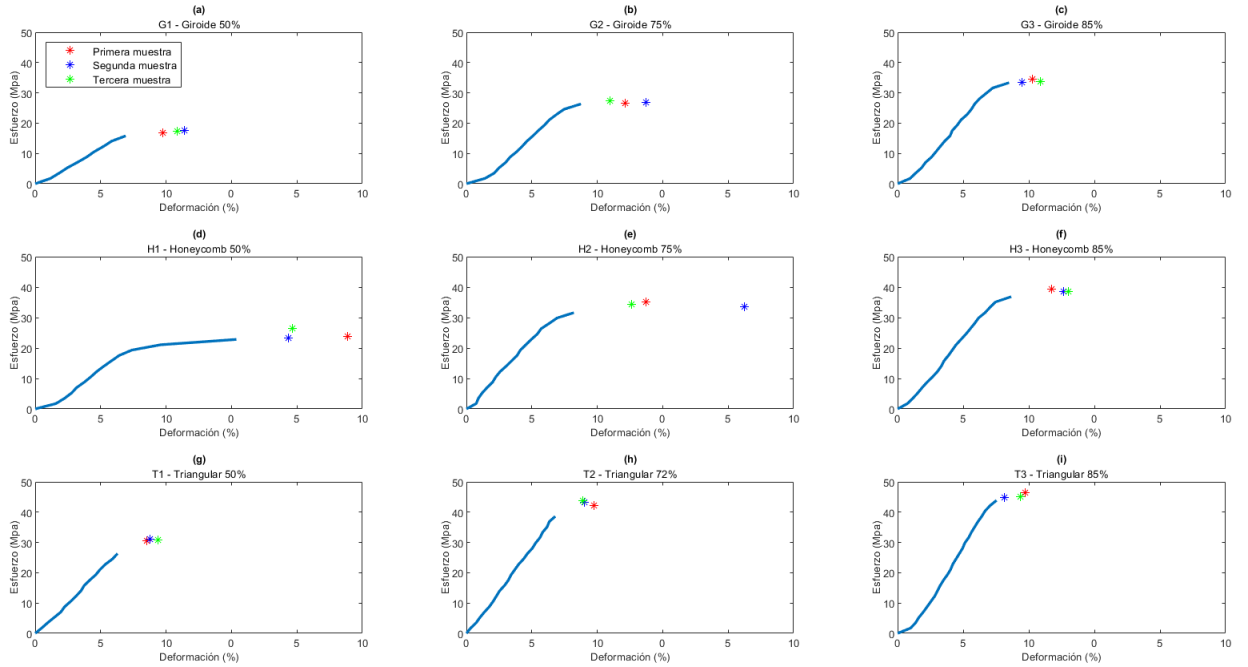 (a)
G1 - Giroide 50%
50
40
30
20
10
0
Esfuerzo (Mpa)
Primera muestra
Segunda muestra
Tercera muestra
0 5 10 0 10
Deformación (%)
(b)
G2 - Giroide 75%
50
40
30
20
10
0
Esfuerzo (Mpa)
0 5 10 0 10
Deformación (%)
(c)
G3 - Giroide 85%
50
40
30
20
10
0
Esfuerzo (Mpa)
0 5 10 0 10
Deformación (%)
(d)
H1 - Honeycomb 50%
50
40
30
20
10
0
Esfuerzo (Mpa)
0 5 10 0 5 10
Deformación (%)
(e)
H2 - Honeycomb 75%
50
40
30
20
10
0
Esfuerzo (Mpa)
0 5 10 0 5 10
Deformación (%)
(f)
H3 - Honeycomb 85%
50
40
30
20
10
0
Esfuerzo (Mpa)
0 5 10 0 5 10
Deformación (%)
(g)
T1 - Triangular 50%
50
40
30
20
10
0
Esfuerzo (Mpa)
0 5 10 0 10
Deformación (%)
(h)
T2 - Triangular 72%
50
40
30
20
10
0
Esfuerzo (Mpa)
0 5 10 0 10
Deformación (%)
(i)
T3 - Triangular 85%
50
40
30
20
10
0
Esfuerzo (Mpa)
0 5 10 0 10
Deformación (%)